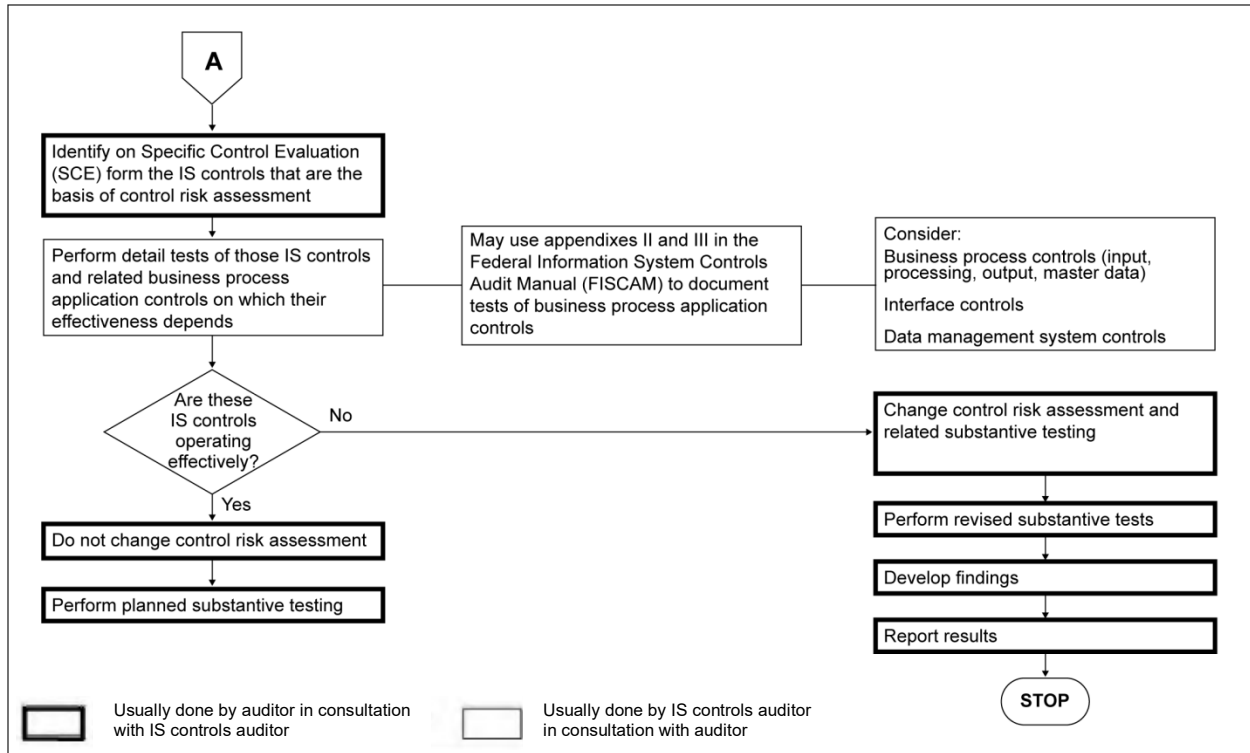 A
Identify on Specific Control Evaluation
(SCE) form the IS controls that are the
basis of control risk assessment
Perform detail tests of those IS controls
and related business process
application controls on which their
effectiveness depends
May use appendixes II and III in the
Federal Information System Controls
Audit Manual (FISCAM) to document
tests of business process application
controls
Consider:
Business process controls (input,
processing, output, master data)
Interface controls
Data management system controls
Are these
IS controls
operating
effectively?
No
Yes
Change control risk assessment and
related substantive testing
Do not change control risk assessment
Perform planned substantive testing
Perform revised substantive tests
Develop findings
Report results
STOP
Usually done by auditor in consultation
with IS controls auditor
Usually done by IS controls auditor
in consultation with auditor